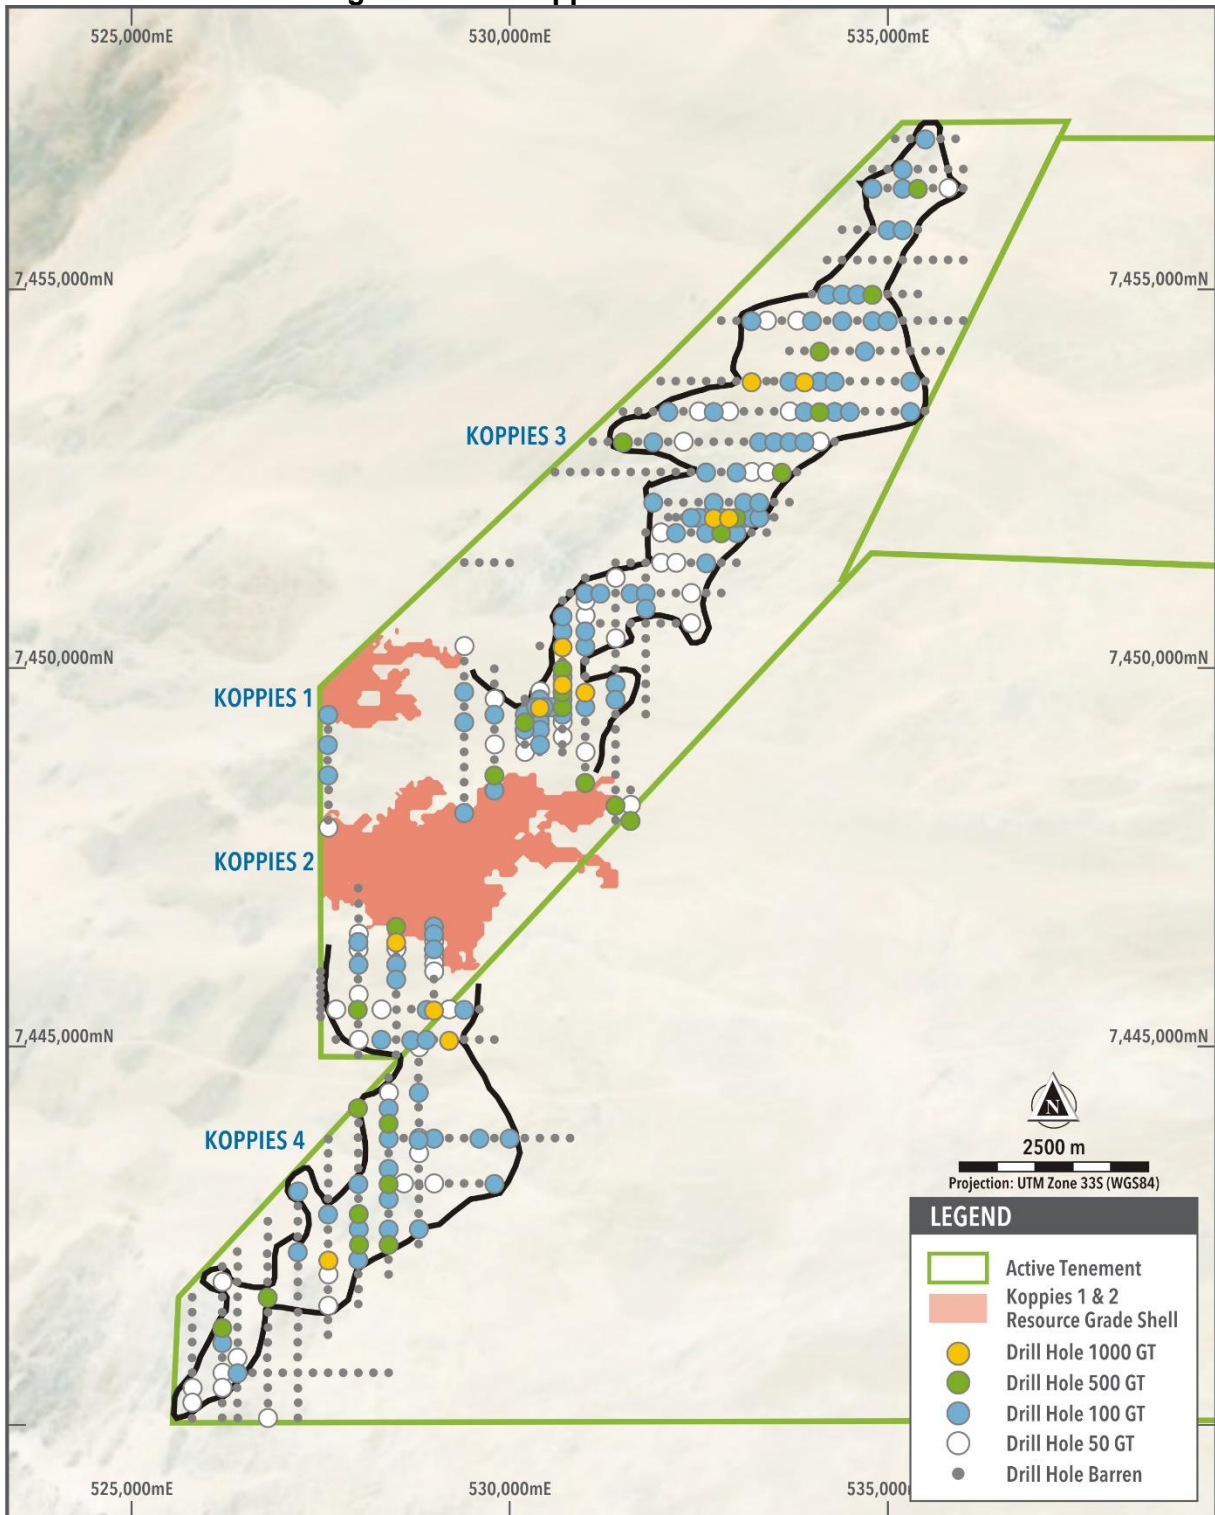 525,000mE 530,000mE 535,000mE
7,455,000mN 7,455,000mN
KOPPIES 3
7,450,000mN 7,450,000mN
KOPPIES 1
KOPPIES 2
7,445,000mN 7,445,000mN
KOPPIES 4
N
2500 m
Projection: UTM Zone 33S (WGS84)
LEGEND
Active Tenement
Koppies 1 & 2
Resource Grade Shell
Drill Hole 1000 GT
Drill Hole 500 GT
Drill Hole 100 GT
Drill Hole 50 GT
Drill Hole Barren
525,000mE 530,000mE 535,000mE